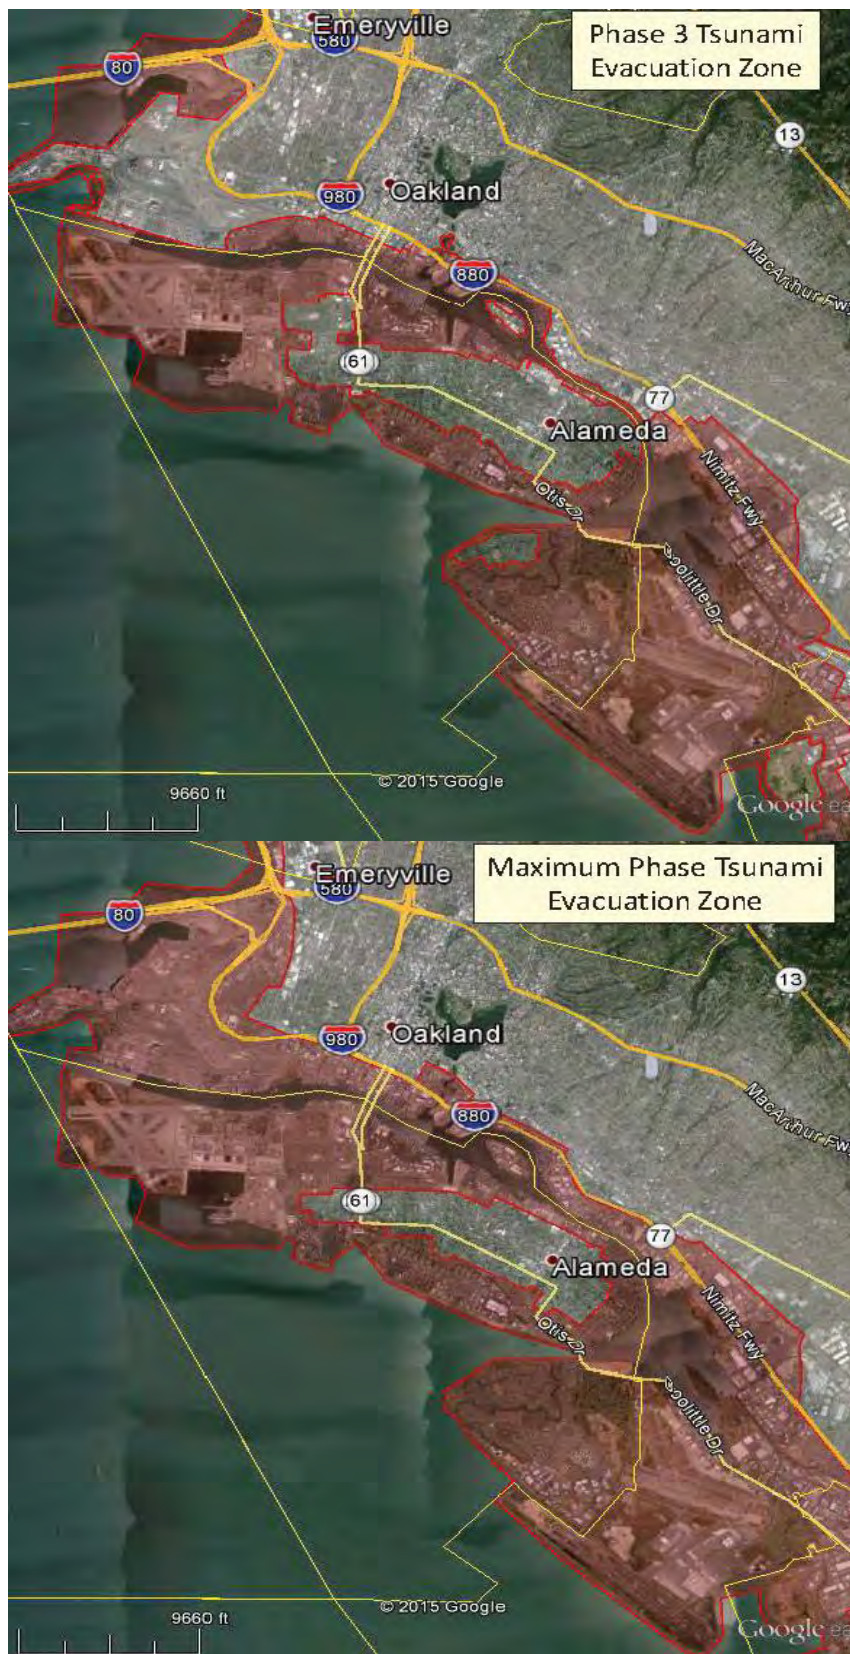 Emeryville
580
80
Phase 3 Tsunami
Evacuation Zone
13
980
Oakland
880
MacArthur Fwy
61
77
Alameda
Nimitz Fwy
Otis Dr
Doolittle Dr
9660 ft
© 2015 Google
Google ea
Emeryville
580
80
Maximum Phase Tsunami
Evacuation Zone
13
980
Oakland
880
MacArthur Fwy
61
77
Alameda
Nimitz Fwy
Otis Dr
Doolittle Dr
9660 ft
© 2015 Google
Google ea